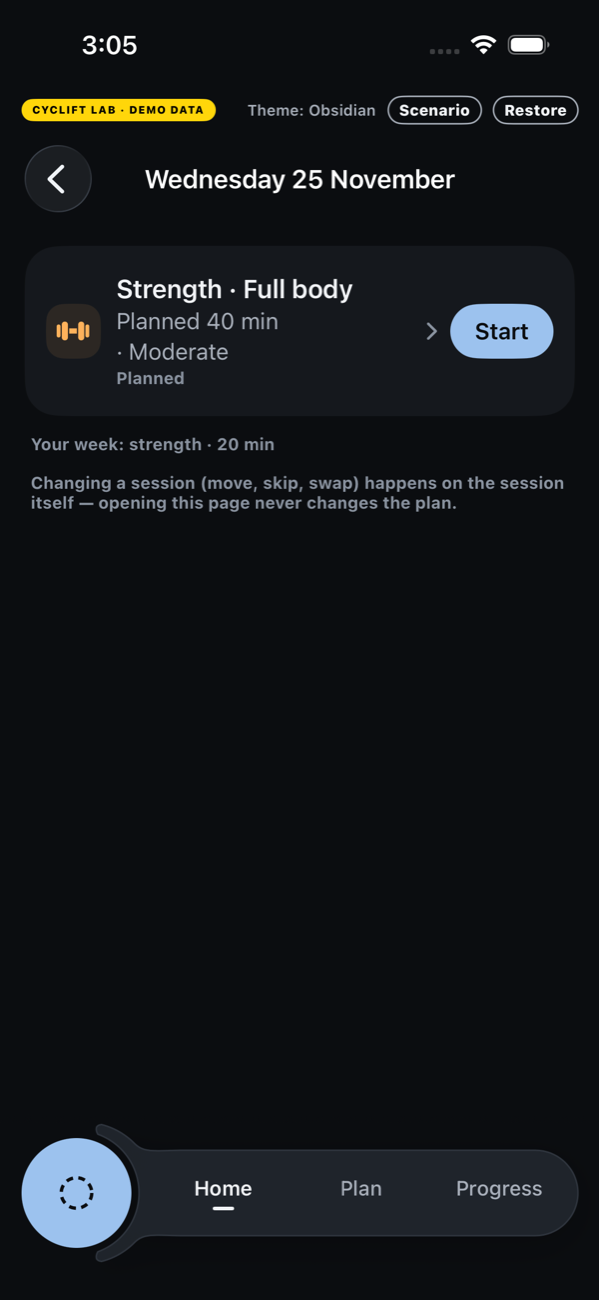 3:05
CYCLIFT LAB · DEMO DATA
Theme: Obsidian
Scenario
Restore
Wednesday 25 November
Strength · Full body
Planned 40 min
· Moderate
Planned
Start
Your week: strength · 20 min
Changing a session (move, skip, swap) happens on the session
itself — opening this page never changes the plan.
Home
Plan
Progress